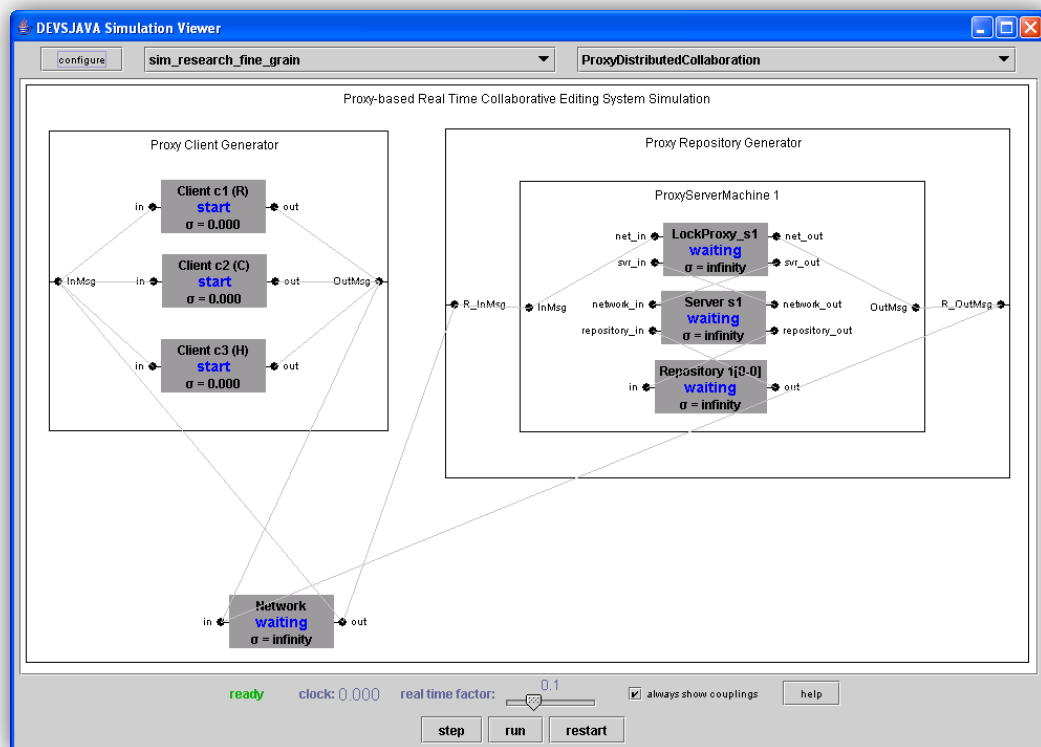 DEVSJAVA Simulation Viewer
configure
sim_research_fine_grain
ProxyDistributedCollaboration
Proxy-based Real Time Collaborative Editing System Simulation
Proxy Client Generator
Client c1 (R)
in
start
out
σ = 0.000
Client c2 (C)
InMsg
in
start
out
OutMsg
σ = 0.000
Client c3 (H)
in
start
out
σ = 0.000
Proxy Repository Generator
ProxyServerMachine 1
net_in
LockProxy_s1
net_out
waiting
svr_in
svr_out
σ = infinity
R_InMsg
InMsg
network_in
Server s1
network_out
OutMsg
R_OutMsg
waiting
repository_in
repository_out
σ = infinity
Repository 1[0-0]
in
waiting
out
σ = infinity
Network
in
waiting
out
σ = infinity
ready
clock: 0.000
real time factor:
0.1
always show couplings
help
step
run
restart